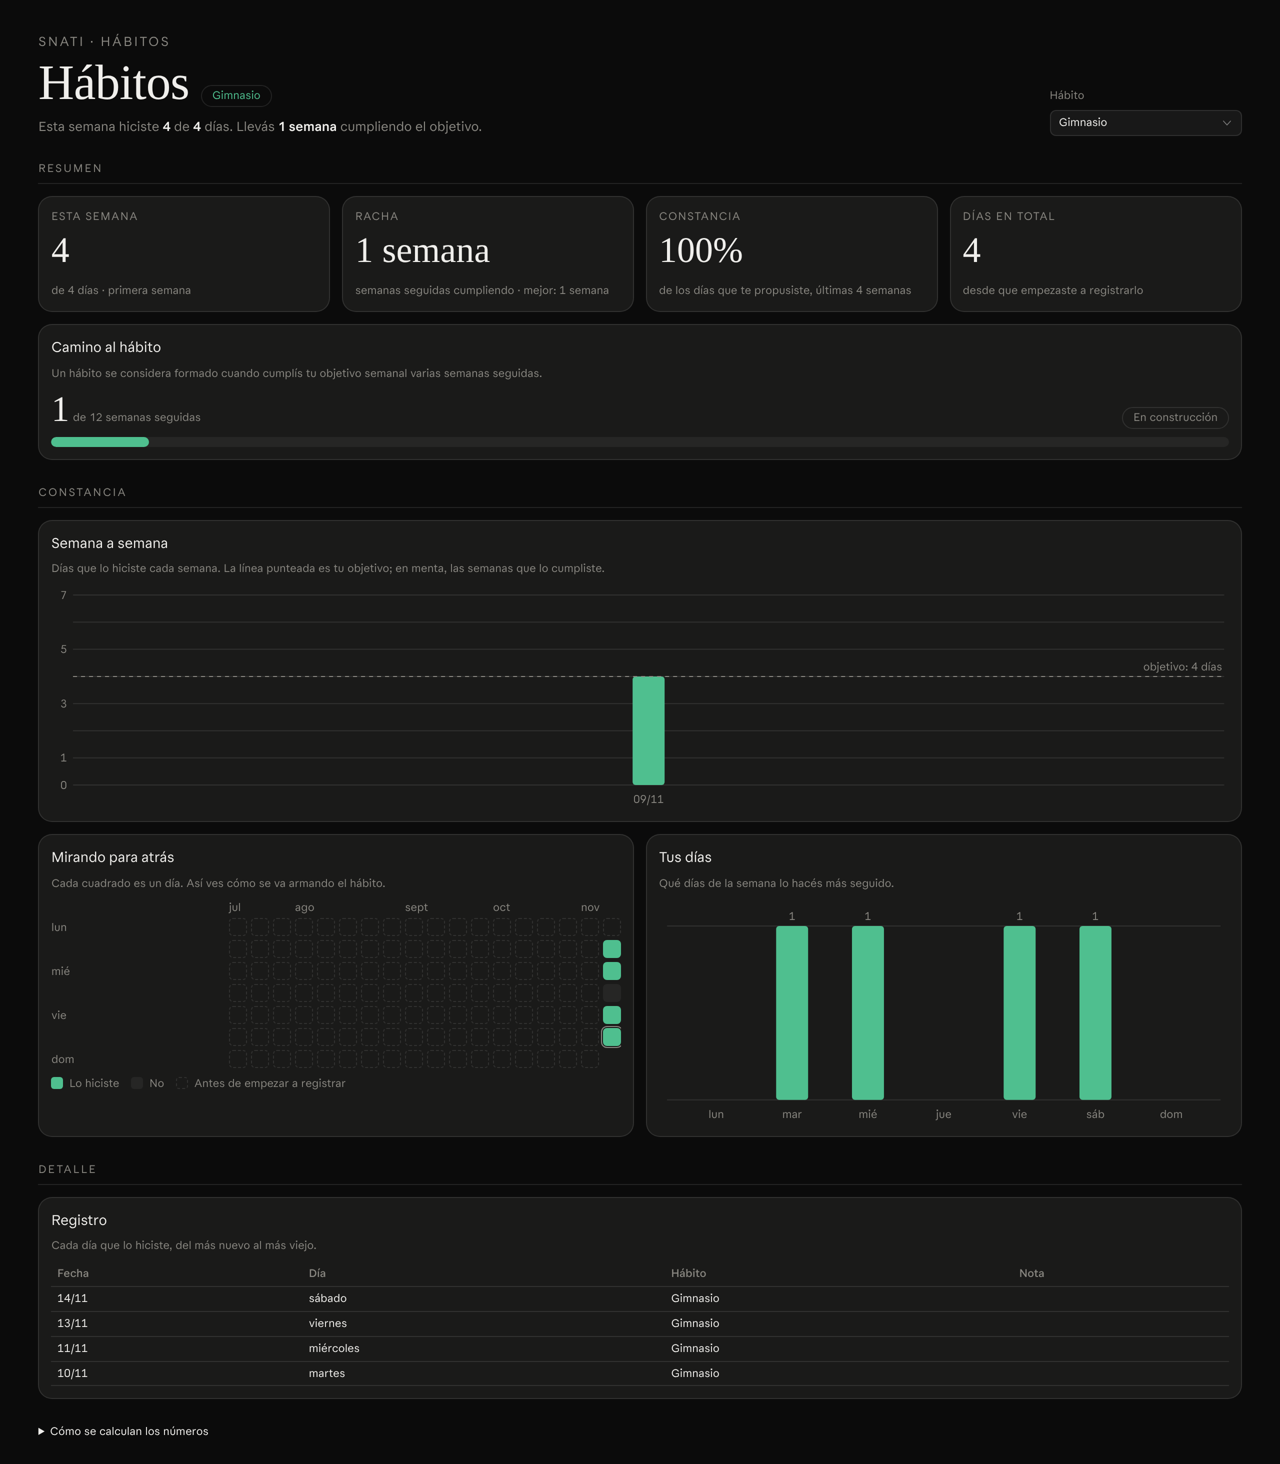 SNATI · HÁBITOS
Hábitos
Gimnasio
Esta semana hiciste 4 de 4 días. Llevás 1 semana cumpliendo el objetivo.
Hábito
Gimnasio
RESUMEN
ESTA SEMANA
4
de 4 días · primera semana
RACHA
1 semana
semanas seguidas cumpliendo · mejor: 1 semana
CONSTANCIA
100%
de los días que te propusiste, últimas 4 semanas
DÍAS EN TOTAL
4
desde que empezaste a registrarlo
Camino al hábito
Un hábito se considera formado cuando cumplís tu objetivo semanal varias semanas seguidas.
1 de 12 semanas seguidas
En construcción
CONSTANCIA
Semana a semana
Días que lo hiciste cada semana. La línea punteada es tu objetivo; en menta, las semanas que lo cumpliste.
7
5
objetivo: 4 días
3
1
0
09/11
Mirando para atrás
Cada cuadrado es un día. Así ves cómo se va armando el hábito.
jul ago sept oct nov
lun
mié
vie
dom
Lo hiciste No Antes de empezar a registrar
Tus días
Qué días de la semana lo hacés más seguido.
1 1 1 1
lun mar mié jue vie sáb dom
DETALLE
Registro
Cada día que lo hiciste, del más nuevo al más viejo.
Fecha Día Hábito Nota
14/11 sábado Gimnasio
13/11 viernes Gimnasio
11/11 miércoles Gimnasio
10/11 martes Gimnasio
Cómo se calculan los números